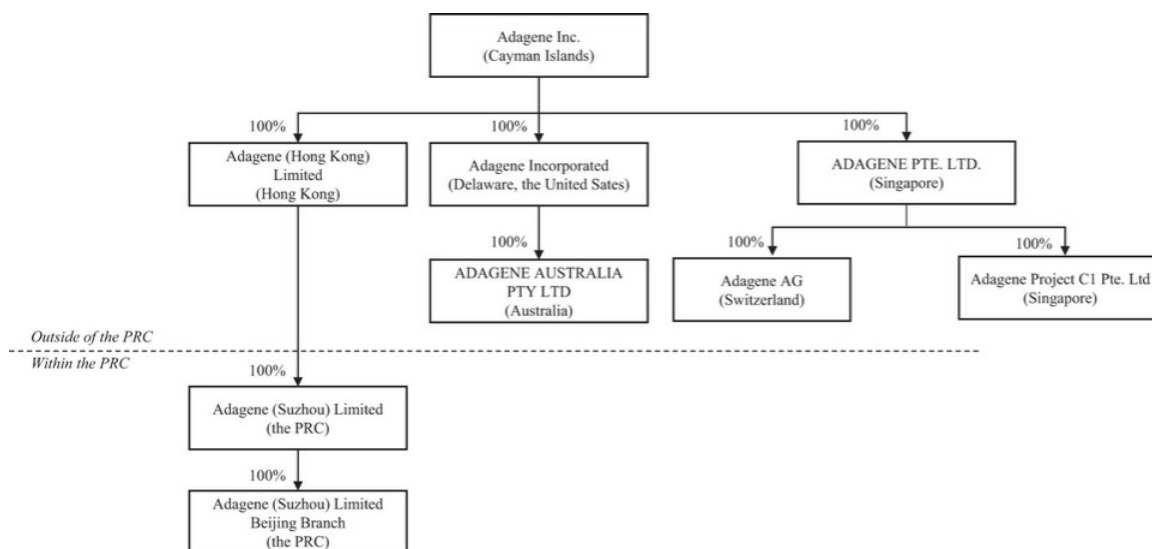 Adagene Inc.
(Cayman Islands)
100%
100%
100%
Adagene (Hong Kong)
Limited
(Hong Kong)
Adagene Incorporated
(Delaware, the United Sates)
ADAGENE PTE. LTD.
(Singapore)
100%
100%
100%
ADAGENE AUSTRALIA
PTY LTD
(Australia)
Adagene AG
(Switzerland)
Adagene Project C1 Pte. Ltd
(Singapore)
Outside of the PRC
Within the PRC
100%
Adagene (Suzhou) Limited
(the PRC)
100%
Adagene (Suzhou) Limited
Beijing Branch
(the PRC)